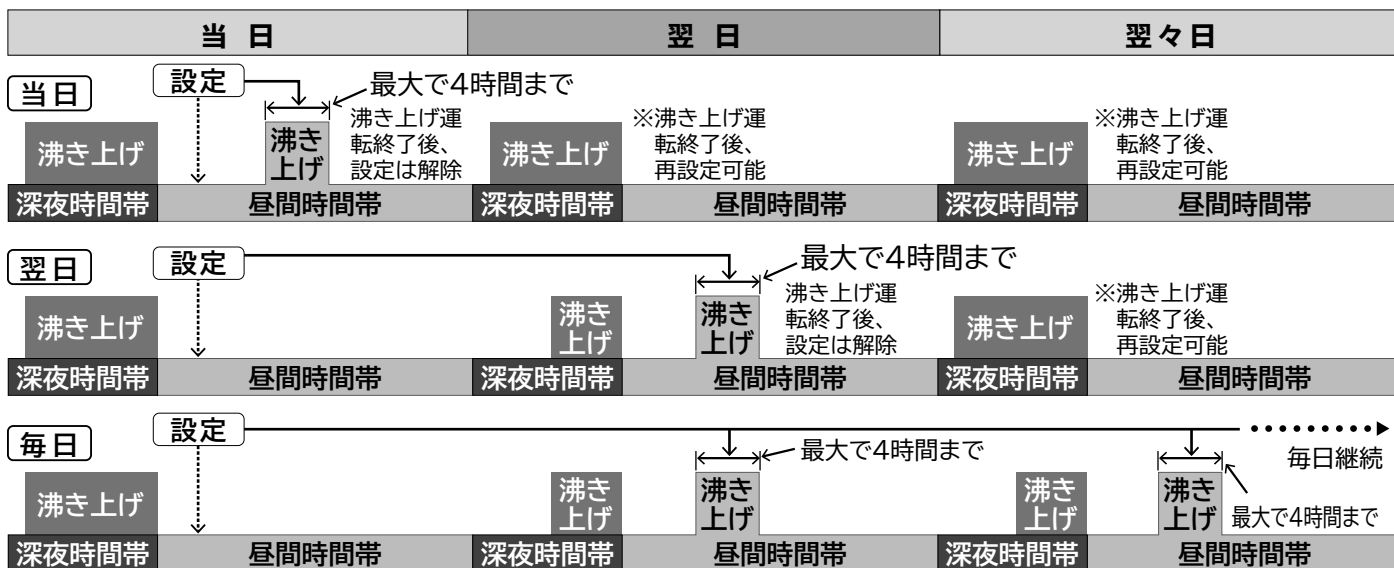 当 日
翌 日
翌々日
当日
設定
最大で4時間まで
沸き上げ
沸き
上げ
沸き上げ運
転終了後、
設定は解除
沸き上げ
※沸き上げ運
転終了後、
再設定可能
沸き上げ
※沸き上げ運
転終了後、
再設定可能
深夜時間帯
昼間時間帯
深夜時間帯
昼間時間帯
深夜時間帯
昼間時間帯
翌日
設定
最大で4時間まで
沸き上げ
沸き
上げ
沸き
上げ
沸き上げ運
転終了後、
設定は解除
沸き上げ
※沸き上げ運
転終了後、
再設定可能
深夜時間帯
昼間時間帯
深夜時間帯
昼間時間帯
深夜時間帯
昼間時間帯
毎日
設定
最大で4時間まで
毎日継続
沸き上げ
沸き
上げ
沸き
上げ
沸き
上げ
沸き
上げ
最大で4時間まで
深夜時間帯
昼間時間帯
深夜時間帯
昼間時間帯
深夜時間帯
昼間時間帯